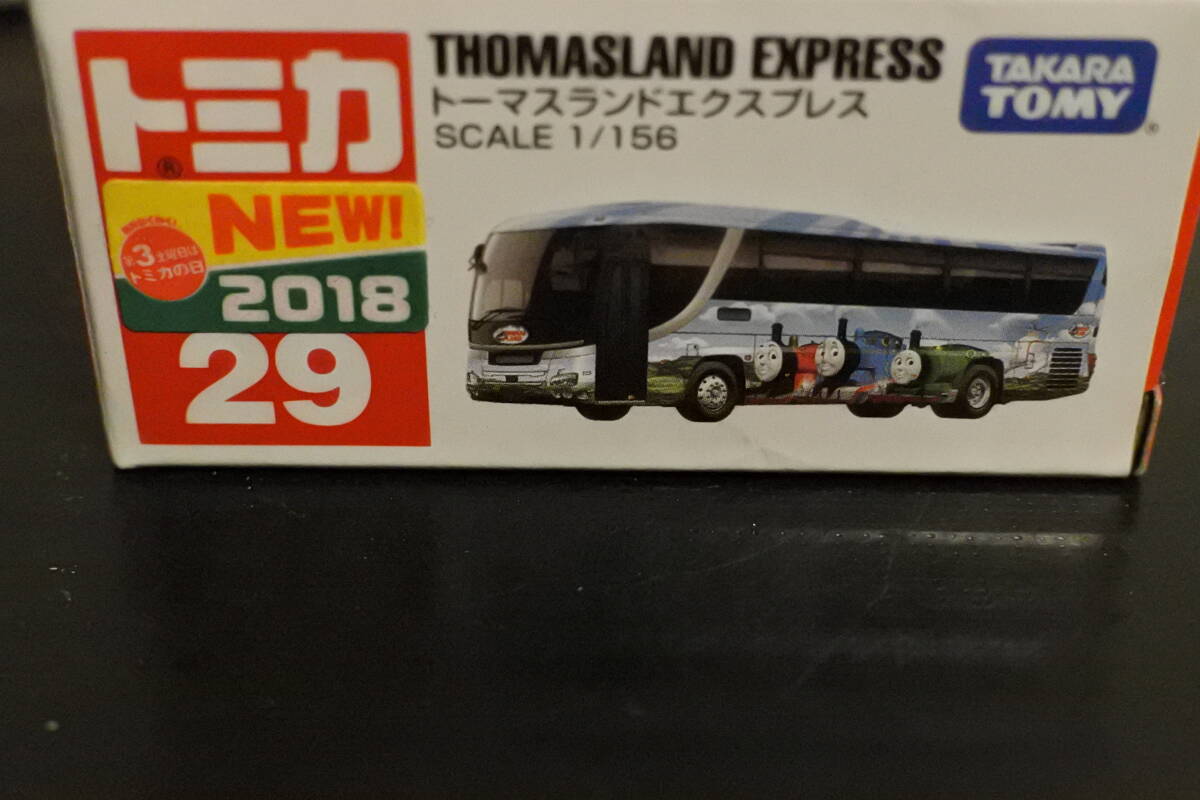 トミカ
®
NEW!
第3土曜日は
トミカの日
2018
29
THOMASLAND EXPRESS
トーマスランドエクスプレス
SCALE 1/156
TAKARA
TOMY®